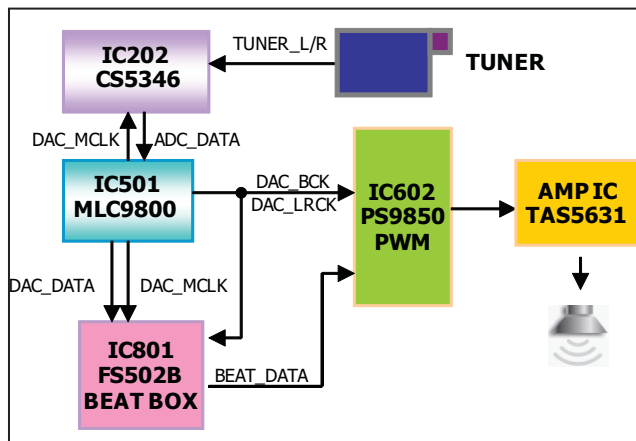 TUNER_L/R
TUNER
IC202
CS5346
DAC_MCLK
ADC_DATA
IC501
MLC9800
DAC_BCK
DAC_LRCK
IC602
PS9850
PWM
AMP IC
TAS5631
DAC_DATA
DAC_MCLK
IC801
FS502B
BEAT BOX
BEAT_DATA